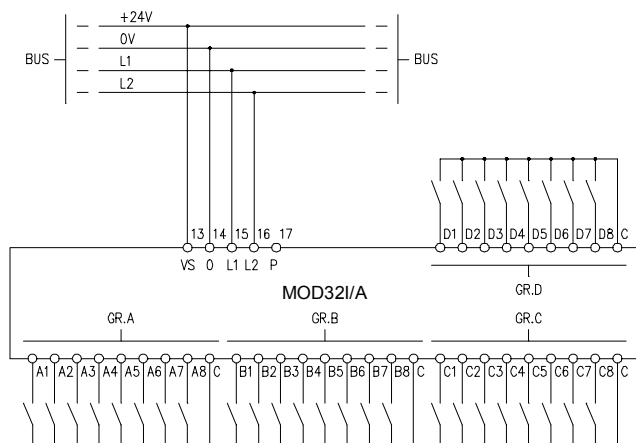 +24V
0V
BUS BUS
L1
L2
D1 D2 D3 D4 D5 D6 D7 D8 C
13 14 15 16 17
VS 0 L1 L2 P
GR.D
MOD32I/A
GR.A GR.B GR.C
A1 A2 A3 A4 A5 A6 A7 A8 C B1 B2 B3 B4 B5 B6 B7 B8 C C1 C2 C3 C4 C5 C6 C7 C8 C